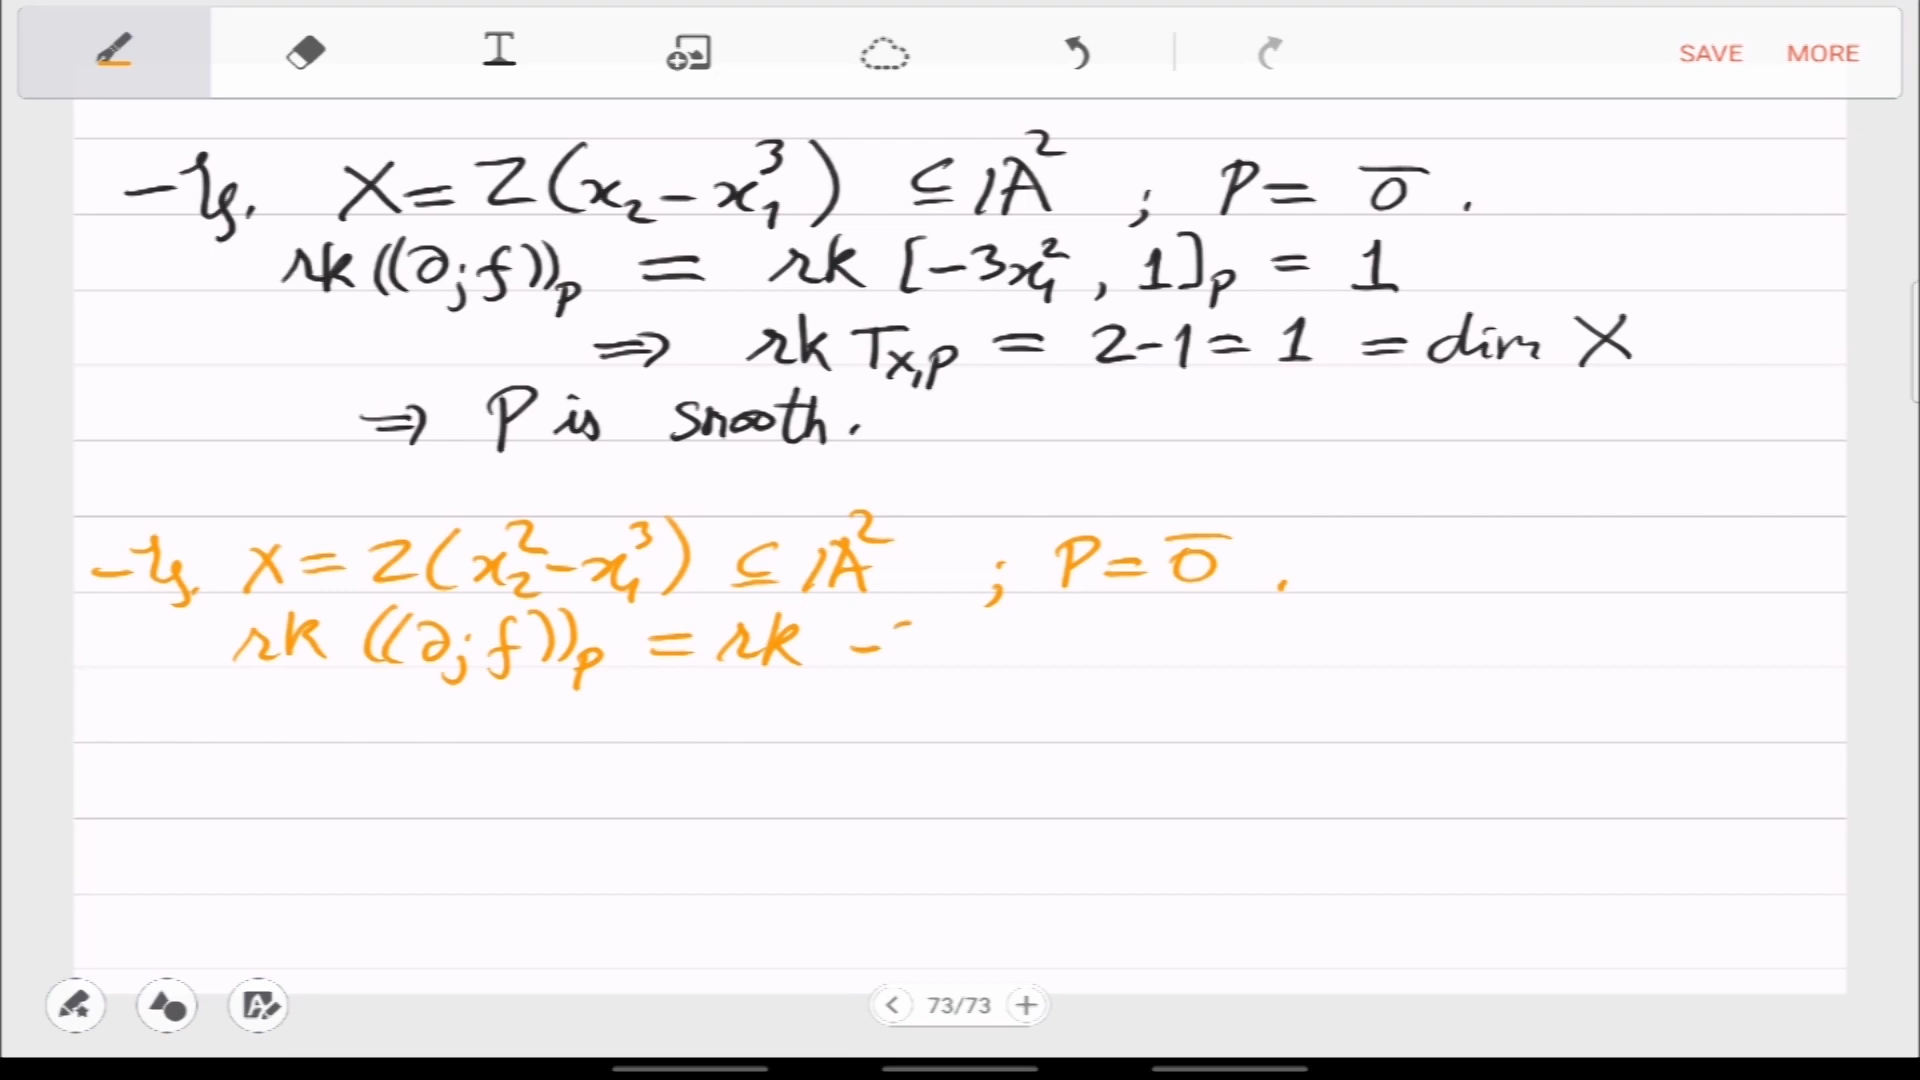 SAVE MORE
-Eg. X = Z(x₂ - x₁³) ⊆ 𝔸² ; P = 0̅ .
rk ((∂ⱼf))ₚ = rk [-3x₁², 1]ₚ = 1
⇒ rk T_{X,P} = 2-1 = 1 = dim X
⇒ P is smooth.
-Eg. X = Z(x₂² - x₁³) ⊆ 𝔸² ; P = 0̅ .
rk ((∂ⱼf))ₚ = rk -
73/73